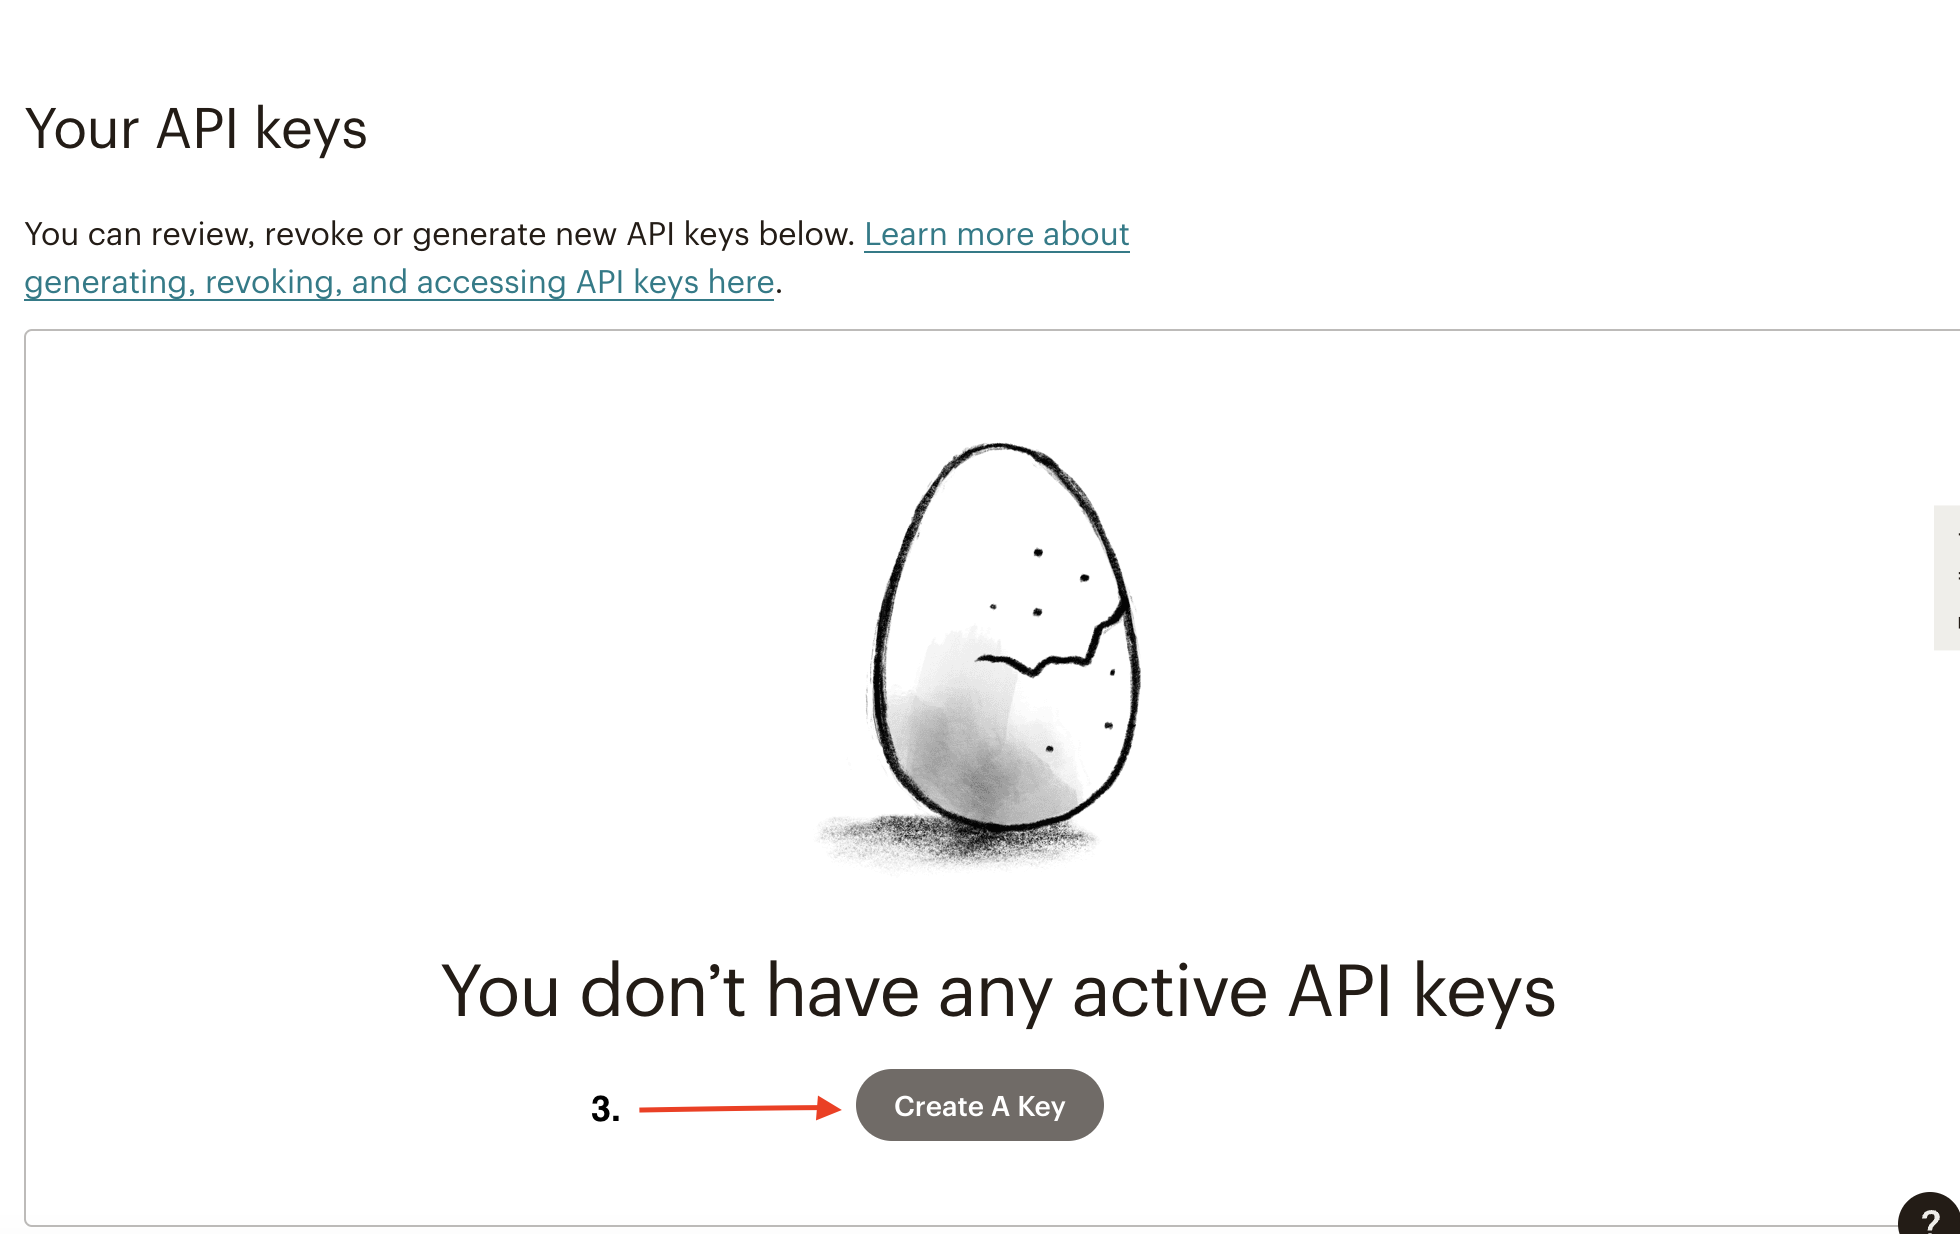 Your API keys
You can review, revoke or generate new API keys below. Learn more about
generating, revoking, and accessing API keys here.
You don’t have any active API keys
3. Create A Key
?